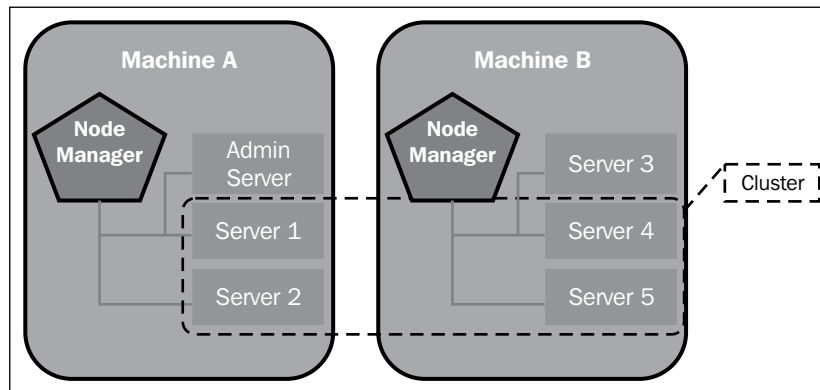 Machine A
Node
Manager
Admin
Server
Server 1
Server 2
Machine B
Node
Manager
Server 3
Server 4
Server 5
Cluster